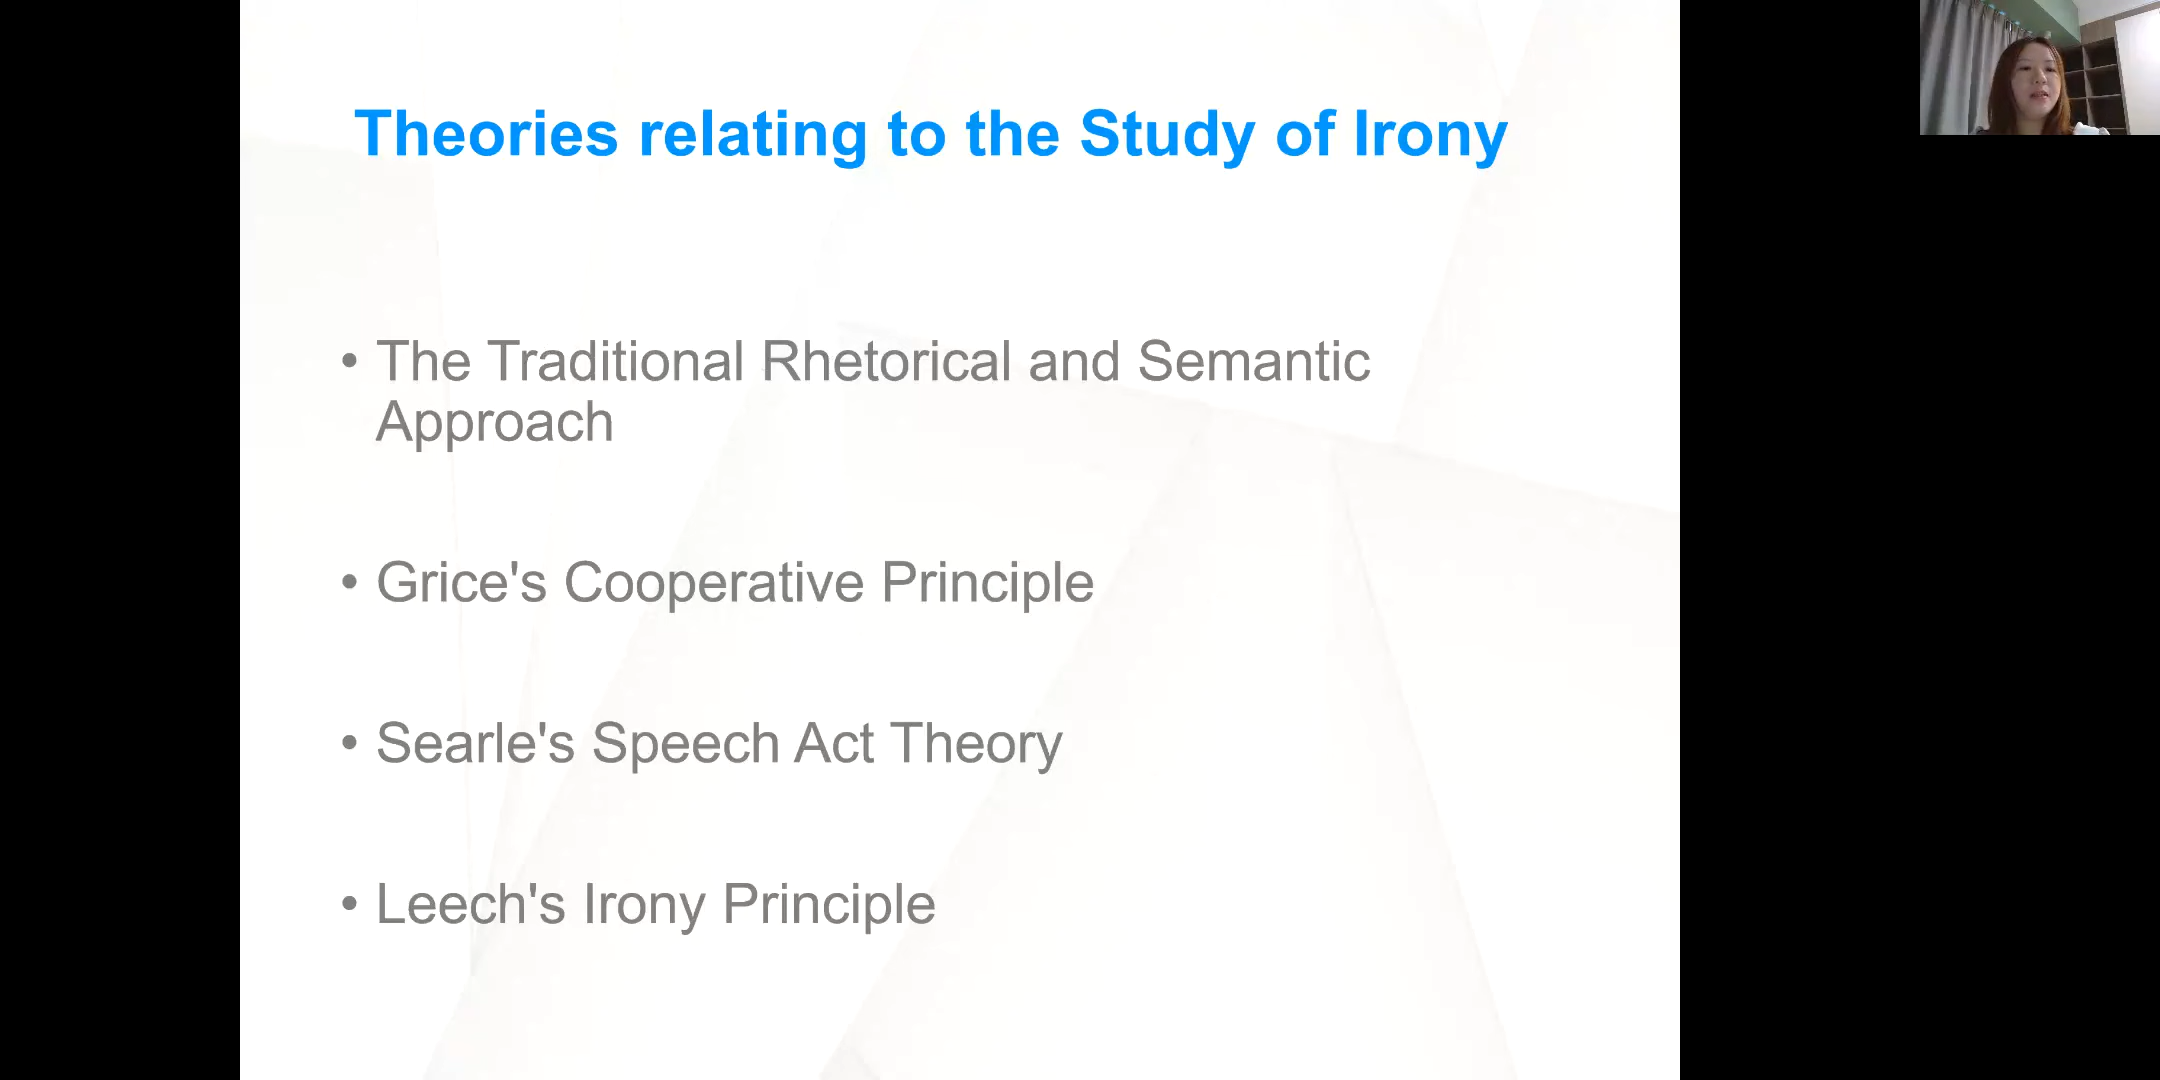 Theories relating to the Study of Irony
• The Traditional Rhetorical and Semantic
Approach
• Grice's Cooperative Principle
• Searle's Speech Act Theory
• Leech's Irony Principle